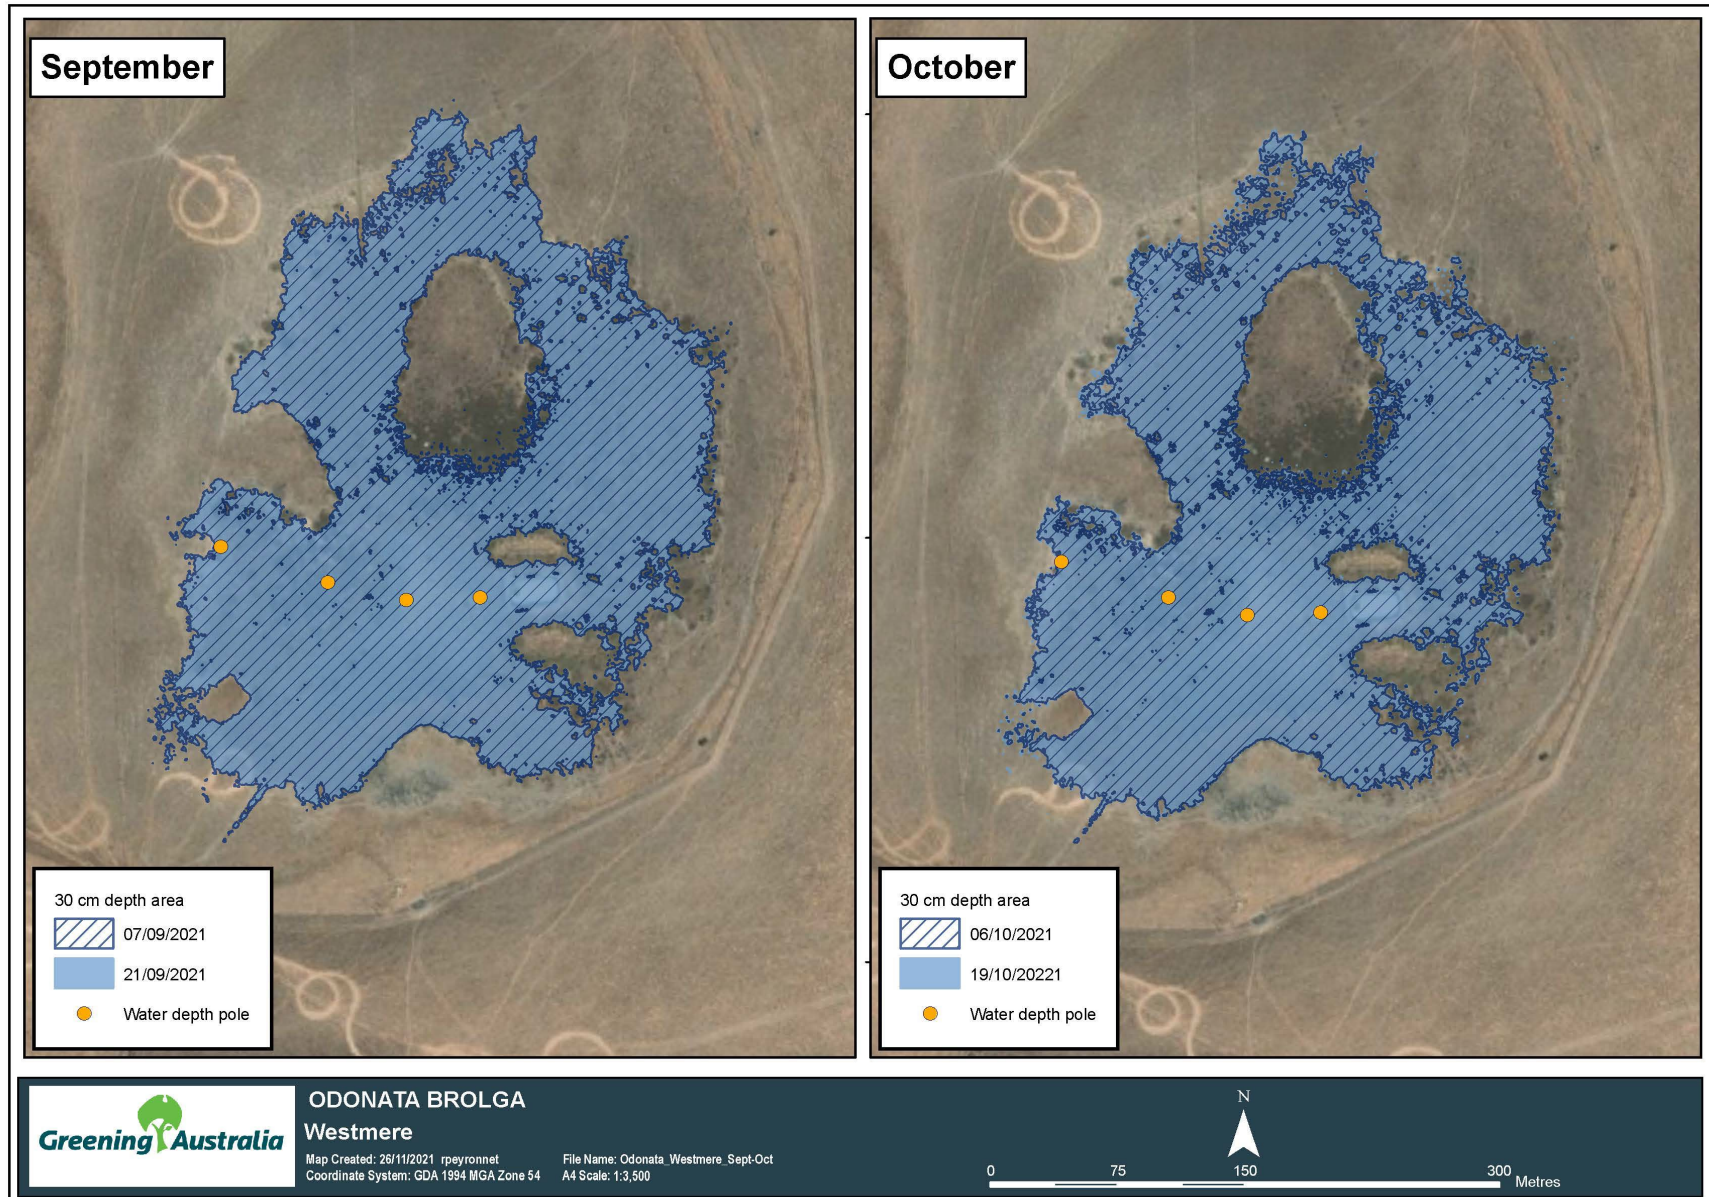 September
October
30 cm depth area
07/09/2021
21/09/2021
Water depth pole
30 cm depth area
06/10/2021
19/10/20221
Water depth pole
Greening Australia
ODONATA BROLGA
Westmere
Map Created: 26/11/2021 rpeyronnet
File Name: Odonata_Westmere_Sept-Oct
Coordinate System: GDA 1994 MGA Zone 54
A4 Scale: 1:3,500
N
0 75 150 300 Metres